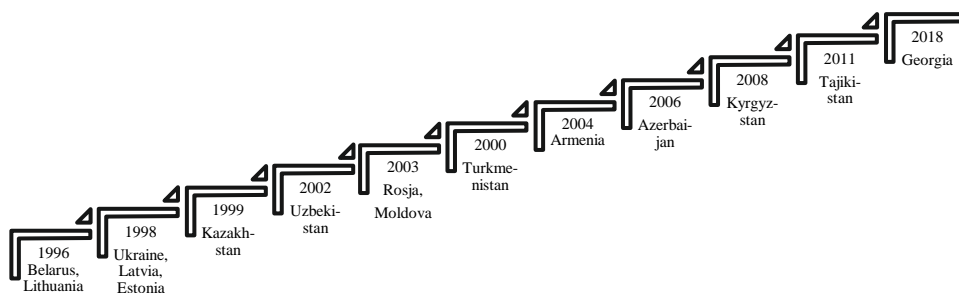 1996
Belarus,
Lithuania
1998
Ukraine,
Latvia,
Estonia
1999
Kazakh-
stan
2002
Uzbeki-
stan
2003
Rosja,
Moldova
2000
Turkme-
nistan
2004
Armenia
2006
Azerbai-
jan
2008
Kyrgyz-
stan
2011
Tajiki-
stan
2018
Georgia